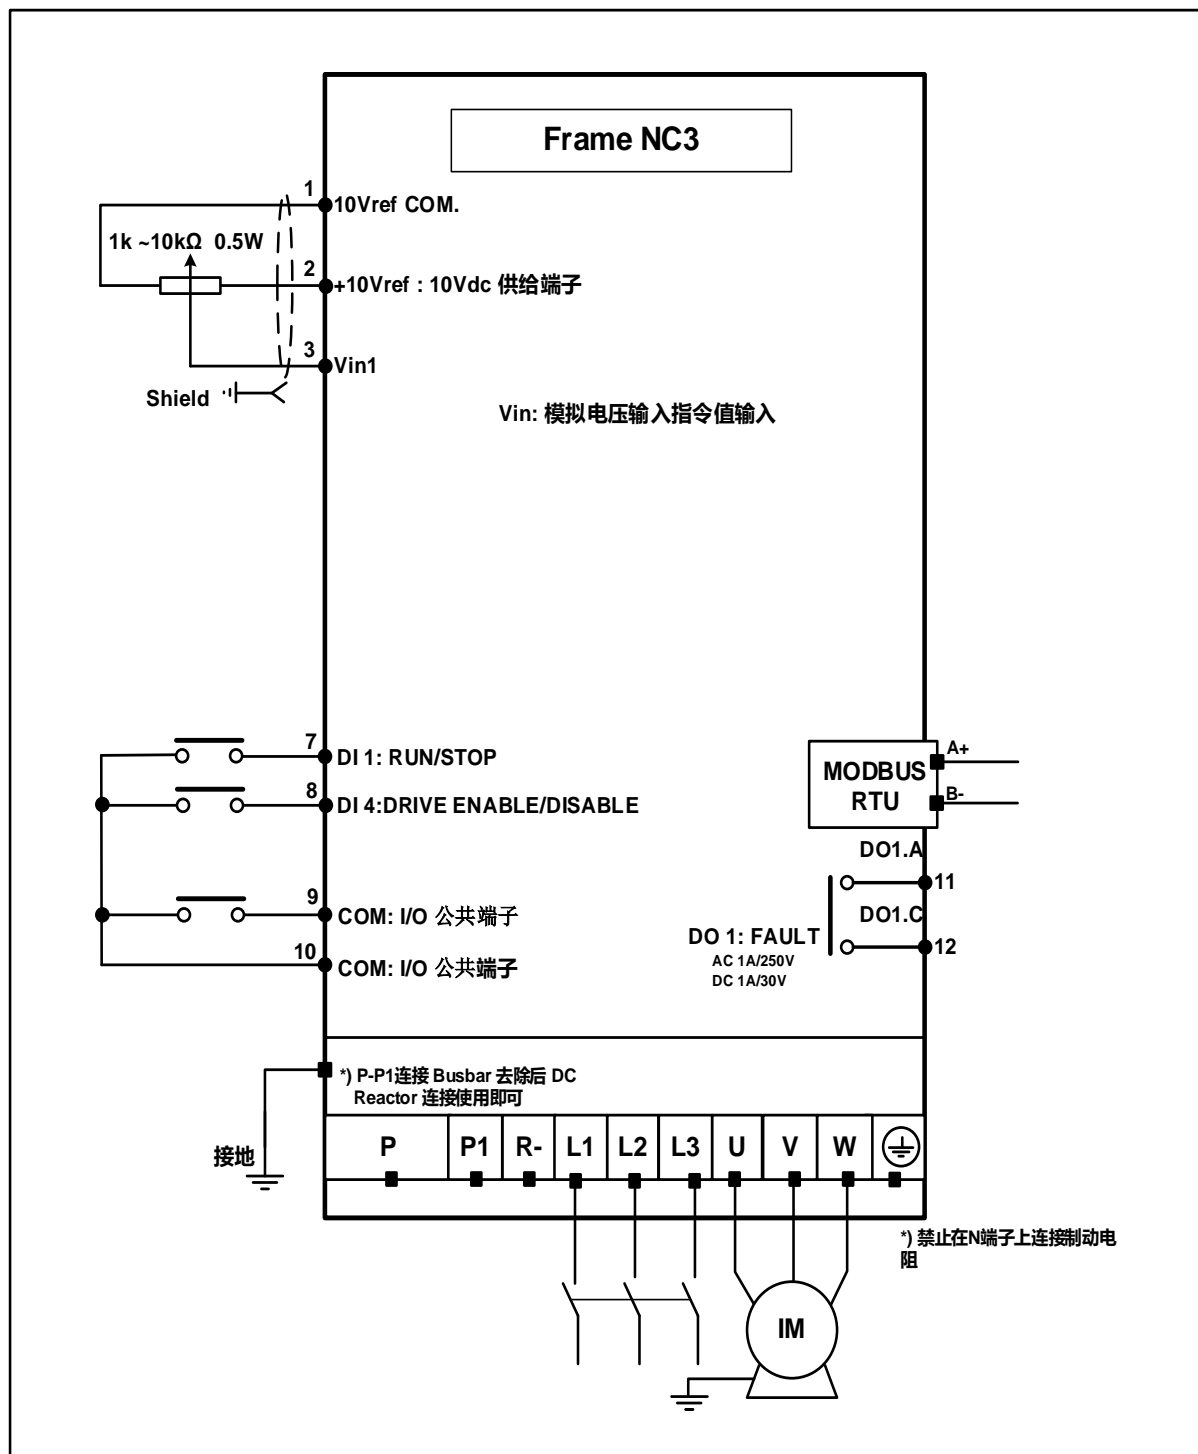 Frame NC3
1
10Vref COM.
1k ~10kΩ 0.5W
2
+10Vref : 10Vdc 供给端子
3
Vin1
Shield
Vin: 模拟电压输入指令值输入
7
DI 1: RUN/STOP
8
DI 4:DRIVE ENABLE/DISABLE
9
COM: I/O 公共端子
10
COM: I/O 公共端子
MODBUS
RTU
A+
B-
DO1.A
11
DO1.C
12
DO 1: FAULT
AC 1A/250V
DC 1A/30V
*) P-P1连接 Busbar 去除后 DC
Reactor 连接使用即可
接地
P P1 R- L1 L2 L3 U V W
*) 禁止在N端子上连接制动电
阻
IM